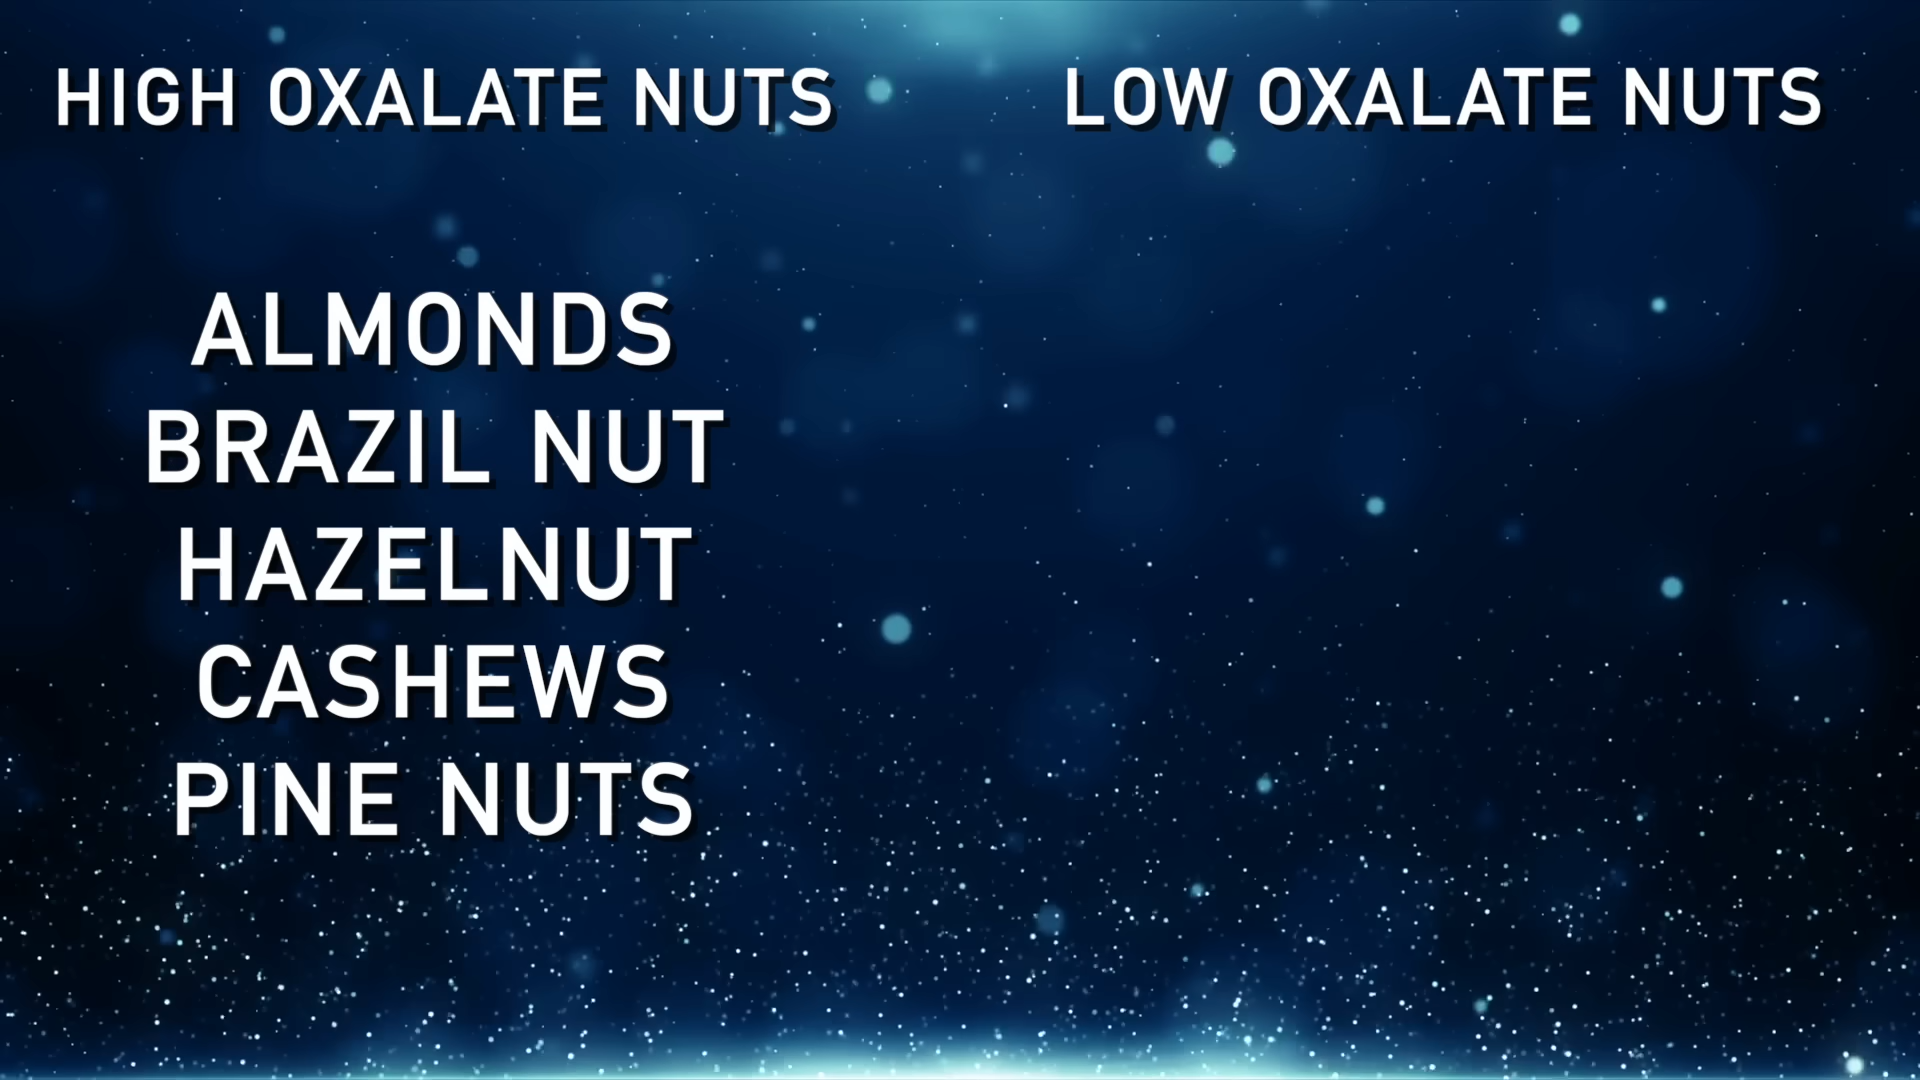 HIGH OXALATE NUTS
LOW OXALATE NUTS
ALMONDS
BRAZIL NUT
HAZELNUT
CASHEWS
PINE NUTS